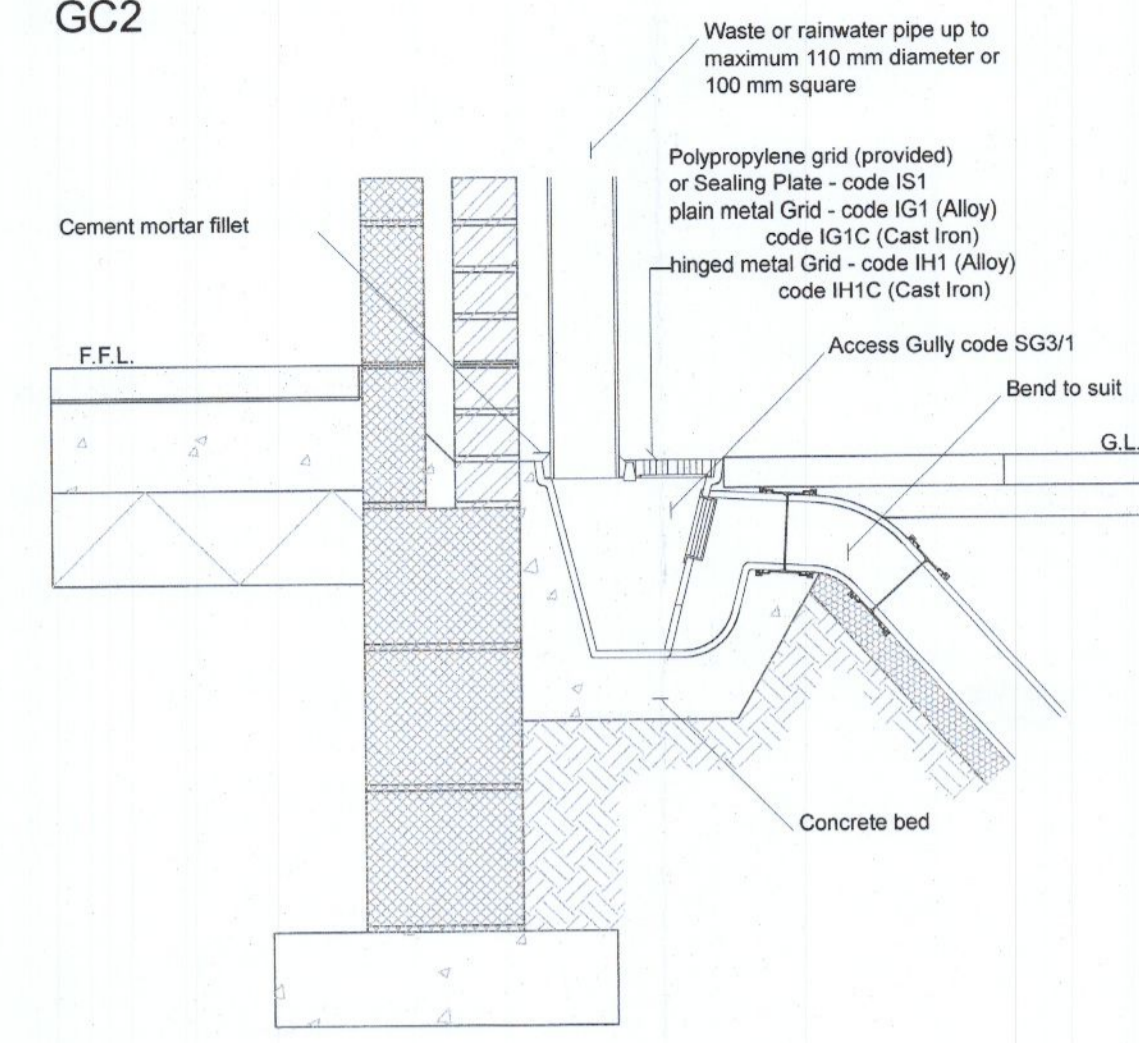 GC2
Waste or rainwater pipe up to
maximum 110 mm diameter or
100 mm square
Polypropylene grid (provided)
or Sealing Plate - code IS1
plain metal Grid - code IG1 (Alloy)
code IG1C (Cast Iron)
hinged metal Grid - code IH1 (Alloy)
code IH1C (Cast Iron)
Cement mortar fillet
Access Gully code SG3/1
F.F.L.
Bend to suit
G.L.
Concrete bed